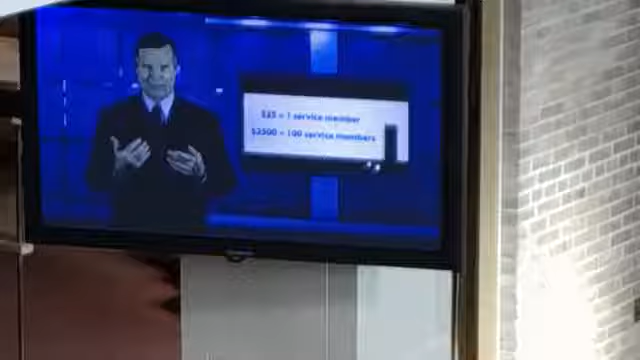 $25 = 1 service member
$2500 = 100 service members